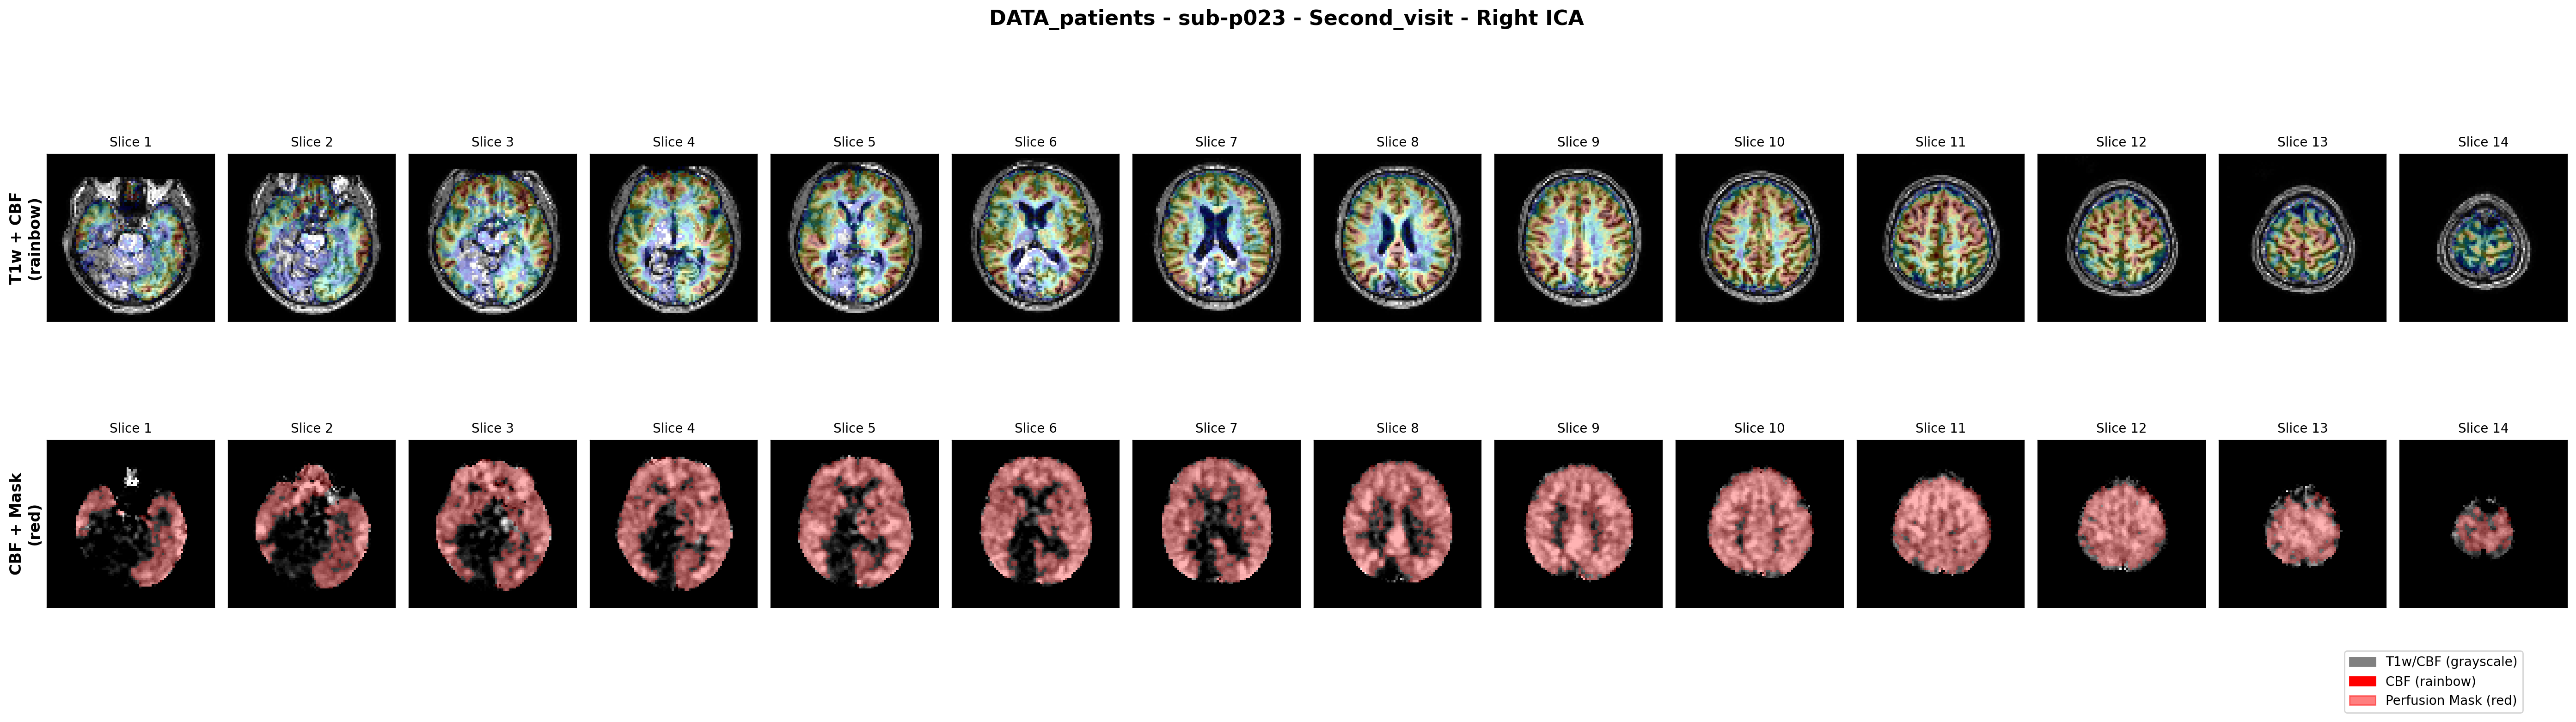 DATA_patients - sub-p023 - Second_visit - Right ICA
T1w + CBF
(rainbow)
Slice 1
Slice 2
Slice 3
Slice 4
Slice 5
Slice 6
Slice 7
Slice 8
Slice 9
Slice 10
Slice 11
Slice 12
Slice 13
Slice 14
CBF + Mask
(red)
Slice 1
Slice 2
Slice 3
Slice 4
Slice 5
Slice 6
Slice 7
Slice 8
Slice 9
Slice 10
Slice 11
Slice 12
Slice 13
Slice 14
T1w/CBF (grayscale)
CBF (rainbow)
Perfusion Mask (red)